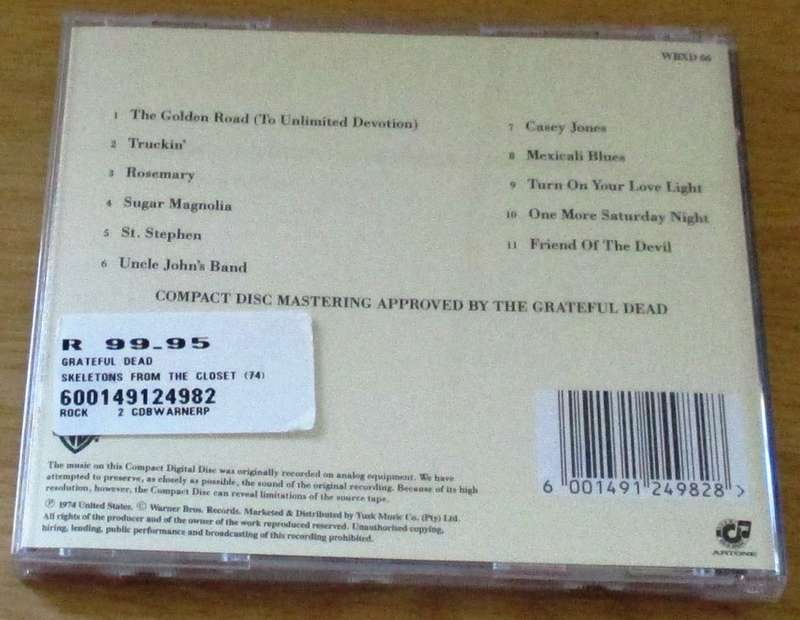 WBXD 66
1 The Golden Road (To Unlimited Devotion)
2 Truckin'
3 Rosemary
4 Sugar Magnolia
5 St. Stephen
6 Uncle John's Band
7 Casey Jones
8 Mexicali Blues
9 Turn On Your Love Light
10 One More Saturday Night
11 Friend Of The Devil
COMPACT DISC MASTERING APPROVED BY THE GRATEFUL DEAD
R 99.95
GRATEFUL DEAD
SKELETONS FROM THE CLOSET (74)
600149124982
ROCK 2 CDBWARNERP
The music on this Compact Digital Disc was originally recorded on analog equipment. We have
attempted to preserve, as closely as possible, the sound of the original recording. Because of its high
resolution, however, the Compact Disc can reveal limitations of the source tape.
℗ 1974 United States. © Warner Bros. Records. Marketed & Distributed by Tusk Music Co. (Pty) Ltd.
All rights of the producer and of the owner of the work reproduced reserved. Unauthorised copying,
hiring, lending, public performance and broadcasting of this recording prohibited.
6 001491 249828 >
ARTONE